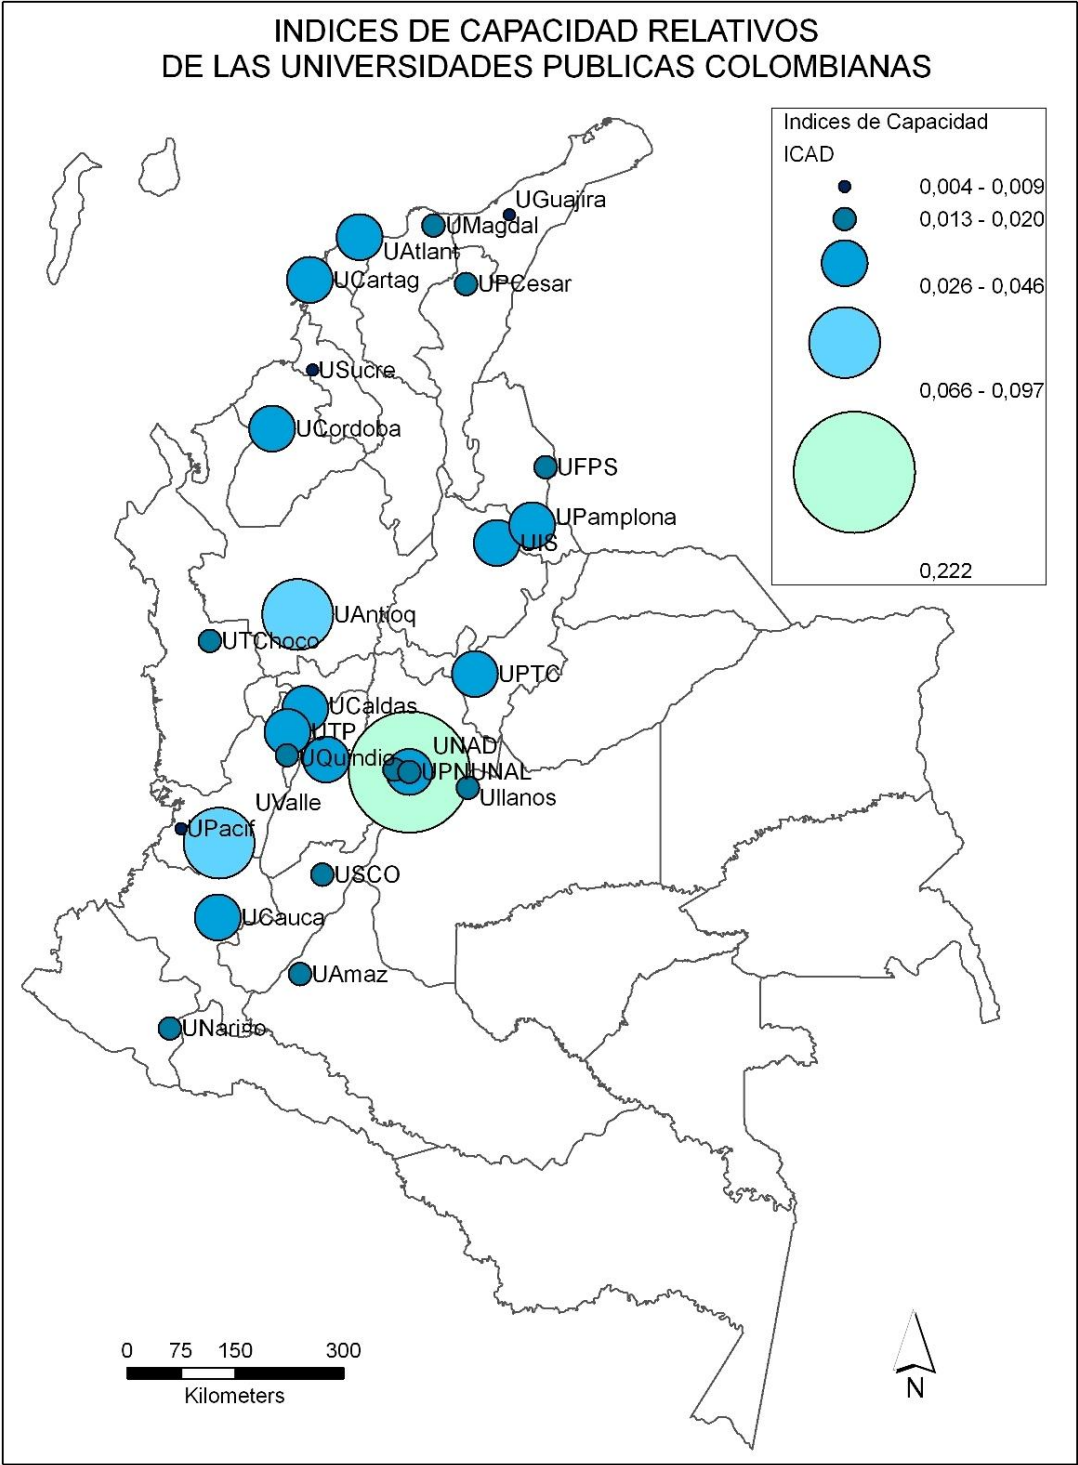 INDICES DE CAPACIDAD RELATIVOS
DE LAS UNIVERSIDADES PUBLICAS COLOMBIANAS
Indices de Capacidad
ICAD
0,004 - 0,009
0,013 - 0,020
0,026 - 0,046
0,066 - 0,097
0,222
UGuajira
UMagdal
UAtlant
UCartag
UPCesar
USucre
UCordoba
UFPS
UPamplona
UIS
UAntioq
UTChoco
UPTC
UCaldas
UTP
UQuindio
UNAD
UPNUNAL
Ullanos
UValle
UPacif
USCO
UCauca
UAmaz
UNariño
0 75 150 300
Kilometers
N